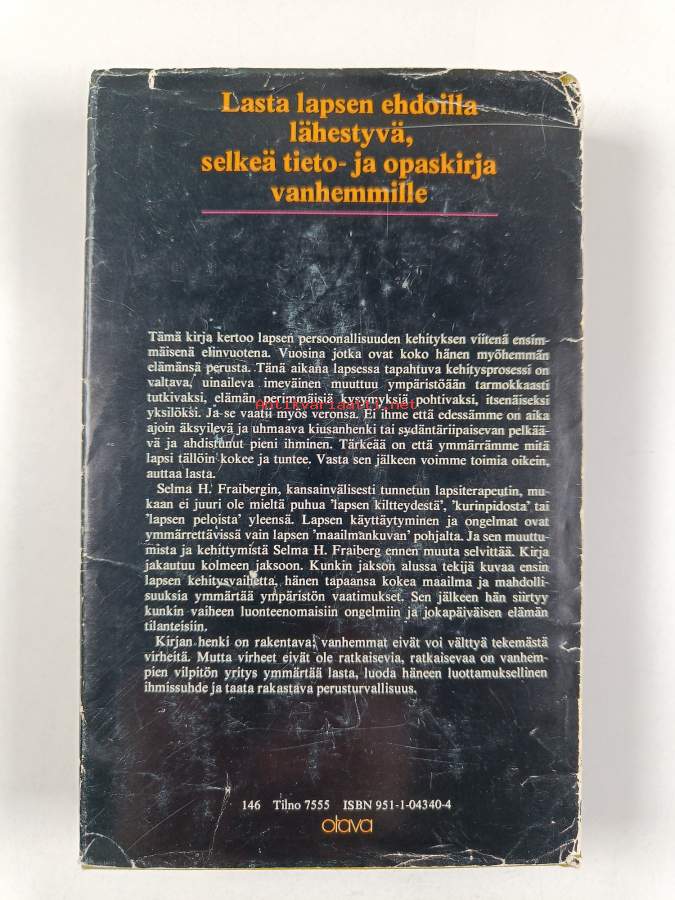 Lasta lapsen ehdoilla
lähestyvä,
selkeä tieto- ja opaskirja
vanhemmille
Tämä kirja kertoo lapsen persoonallisuuden kehityksen viitenä ensim-
mäisenä elinvuotena. Vuosina jotka ovat koko hänen myöhemmän
elämänsä perusta. Tänä aikana lapsessa tapahtuva kehitysprosessi on
valtava, uinaileva imeväinen muuttuu ympäristöään tarmokkaasti
tutkivaksi, elämän perimmäisiä kysymyksiä pohtivaksi, itsenäiseksi
Antikvariaatti.net
yksilöksi. Ja se vaatii myös veronsa. Ei ihme että edessämme on aika
ajoin äksyilevä ja uhmaava kiusanhenki tai sydäntäriipaisevan pelkää-
vä ja ahdistunut pieni ihminen. Tärkeää on että ymmärrämme mitä
lapsi tällöin kokee ja tuntee. Vasta sen jälkeen voimme toimia oikein,
auttaa lasta.
Selma H. Fraibergin, kansainvälisesti tunnetun lapsiterapeutin, mu-
kaan ei juuri ole mieltä puhua 'lapsen kiltteydestä', 'kurinpidosta' tai
'lapsen peloista' yleensä. Lapsen käyttäytyminen ja ongelmat ovat
ymmärrettävissä vain lapsen 'maailmankuvan' pohjalta. Ja sen muuttu-
mista ja kehittymistä Selma H. Fraiberg ennen muuta selvittää. Kirja
jakautuu kolmeen jaksoon. Kunkin jakson alussa tekijä kuvaa ensin
lapsen kehitysvaihetta, hänen tapaansa kokea maailma ja mahdolli-
suuksia ymmärtää ympäristön vaatimukset. Sen jälkeen hän siirtyy
kunkin vaiheen luonteenomaisiin ongelmiin ja jokapäiväisen elämän
tilanteisiin.
Kirjan henki on rakentava; vanhemmat eivät voi välttyä tekemästä
virheitä. Mutta virheet eivät ole ratkaisevia, ratkaisevaa on vanhem-
pien vilpitön yritys ymmärtää lasta, luoda häneen luottamuksellinen
ihmissuhde ja taata rakastava perusturvallisuus.
146 Tilno 7555 ISBN 951-1-04340-4
otava